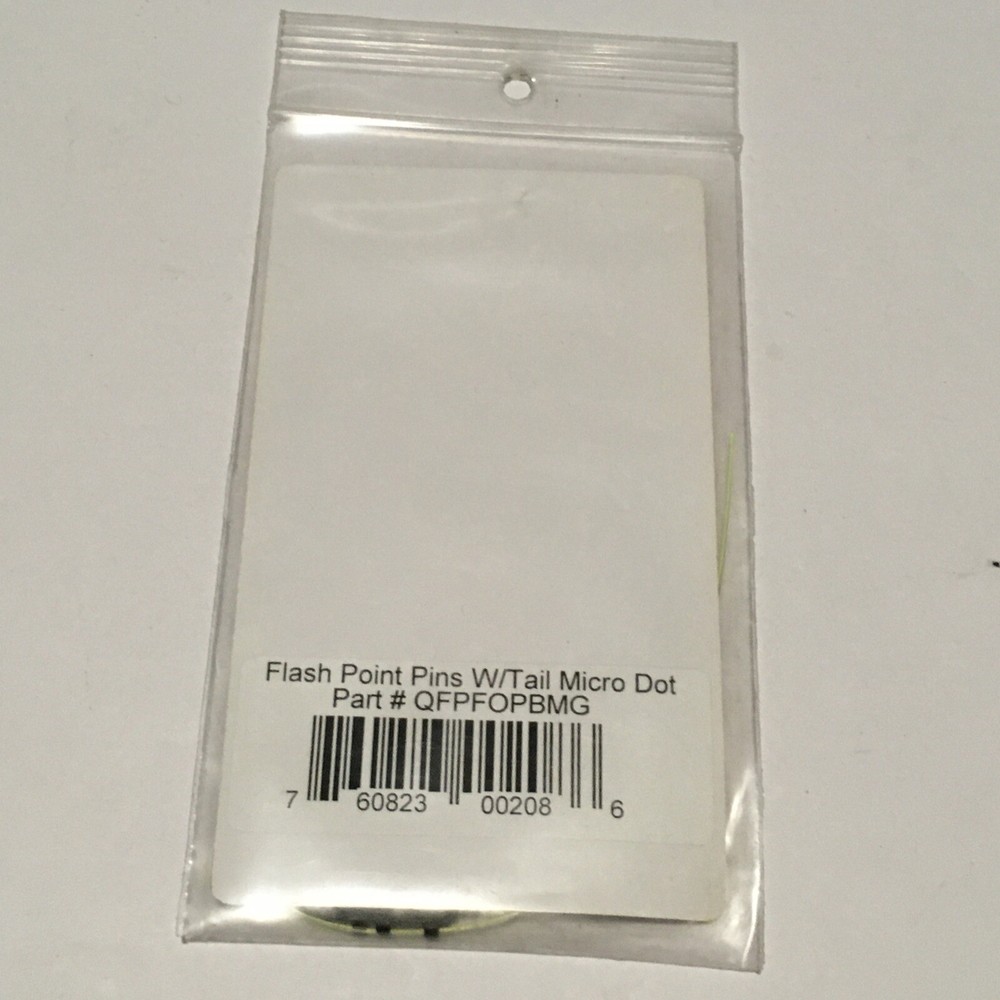 Flash Point Pins W/Tail Micro Dot
Part # QFPFOPBMG
7 60823 00208 6